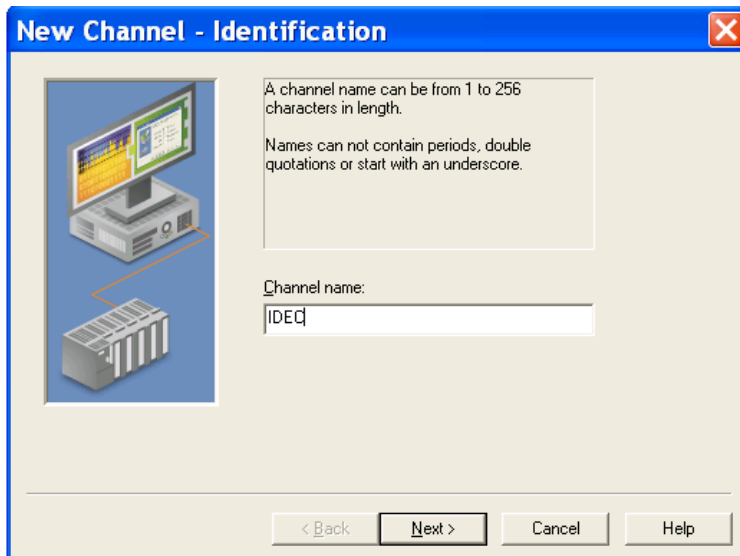 New Channel - Identification
A channel name can be from 1 to 256
characters in length.
Names can not contain periods, double
quotations or start with an underscore.
Channel name:
IDEC
< Back
Next >
Cancel
Help